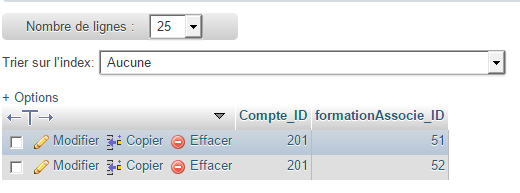 Nombre de lignes : 25
Trier sur l'index: Aucune
+ Options
Compte_ID formationAssocie_ID
Modifier Copier Effacer 201 51
Modifier Copier Effacer 201 52